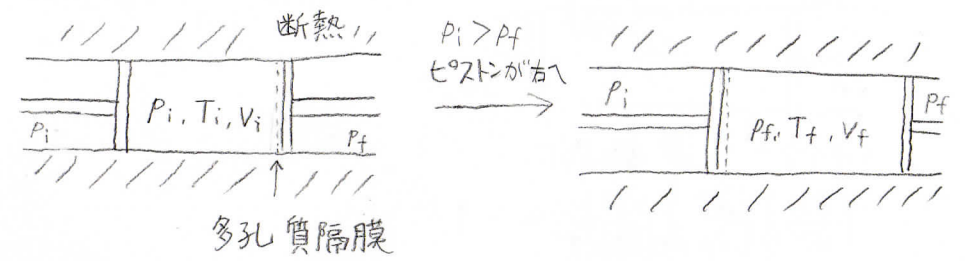 断熱
Pi
Pi, Ti, Vi
Pf
多孔質隔膜
Pi>Pf
ピストンが右へ
Pi
Pf, Tf, Vf
Pf